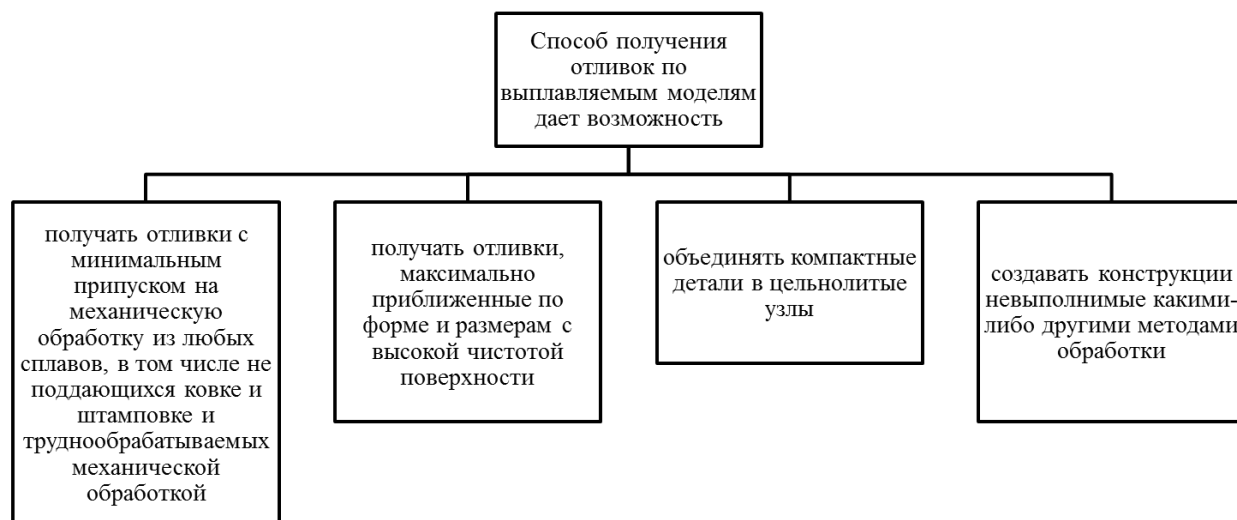 Способ получения
отливок по
выплавляемым моделям
дает возможность
получать отливки с
минимальным
припуском на
механическую
обработку из любых
сплавов, в том числе не
поддающихся ковке и
штамповке и
труднообрабатываемых
механической
обработкой
получать отливки,
максимально
приближенные по
форме и размерам с
высокой чистотой
поверхности
объединять компактные
детали в цельнолитые
узлы
создавать конструкции
невыполнимые какими-
либо другими методами
обработки